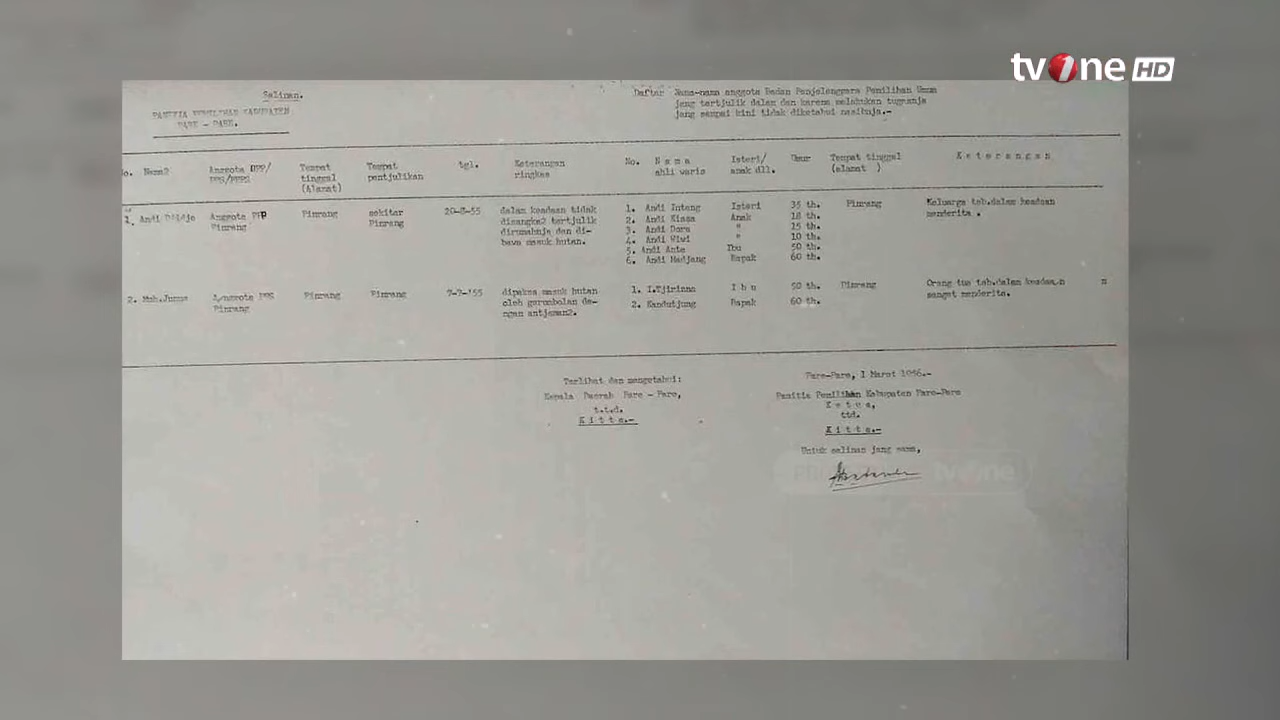 tvOne HD
Salinan.
PANITIA PEMILIHAN KABUPATEN
PARE - PARE.
Daftar Nama-nama anggota Badan Penjelenggara Pemilihan Umum
jang tertjulik dalam dan karena melakukan tugasnja
jang sampai kini tidak diketahui nasibnja.-
No. Nama2 Anggota PPP/ Tempat tinggal (Alamat) Tempat pentjulikan tgl. Keterangan ringkas No. Nama ahli waris Isteri/ anak dll. Umur Tempat tinggal (alamat ) Keterangan
1. Andi Anggota PPP Pinrang Pinrang sekitar Pinrang 20-8-55 dalam keadaan tidak
disangka2 tertjulik
dirumahnja dan di-
bawa masuk hutan.
1. Andi Intang Isteri 35 th. Pinrang Keluarga tsb.dalam keadaan
menderita .
2. Andi Kissa Anak 18 th.
3. Andi Dara " 15 th.
4. Andi Wiwi " 10 th.
5. Andi Ante Ibu 50 th.
6. Andi Madjang Bapak 60 th.
2. Muh.Junus Anggota PPS Pinrang Pinrang Pinrang 7-7-'55 dipaksa masuk hutan
oleh gerombolan de-
ngan antjaman2.
1. I.Tjirinna Ibu 50 th. Pinrang Orang tua tsb.dalam keadaan
sangat menderita.
2. Kandutjung Bapak 60 th.
Terlihat dan mengetahui:
Kepala Daerah Pare - Pare,
t.t.d.
Kitta.-
Pare-Pare, 1 Maret 1956.-
Panitia Pemilihan Kabupaten Pare-Pare
Ketua,
ttd.
Kitta.-
Untuk salinan jang sama,
tvOne